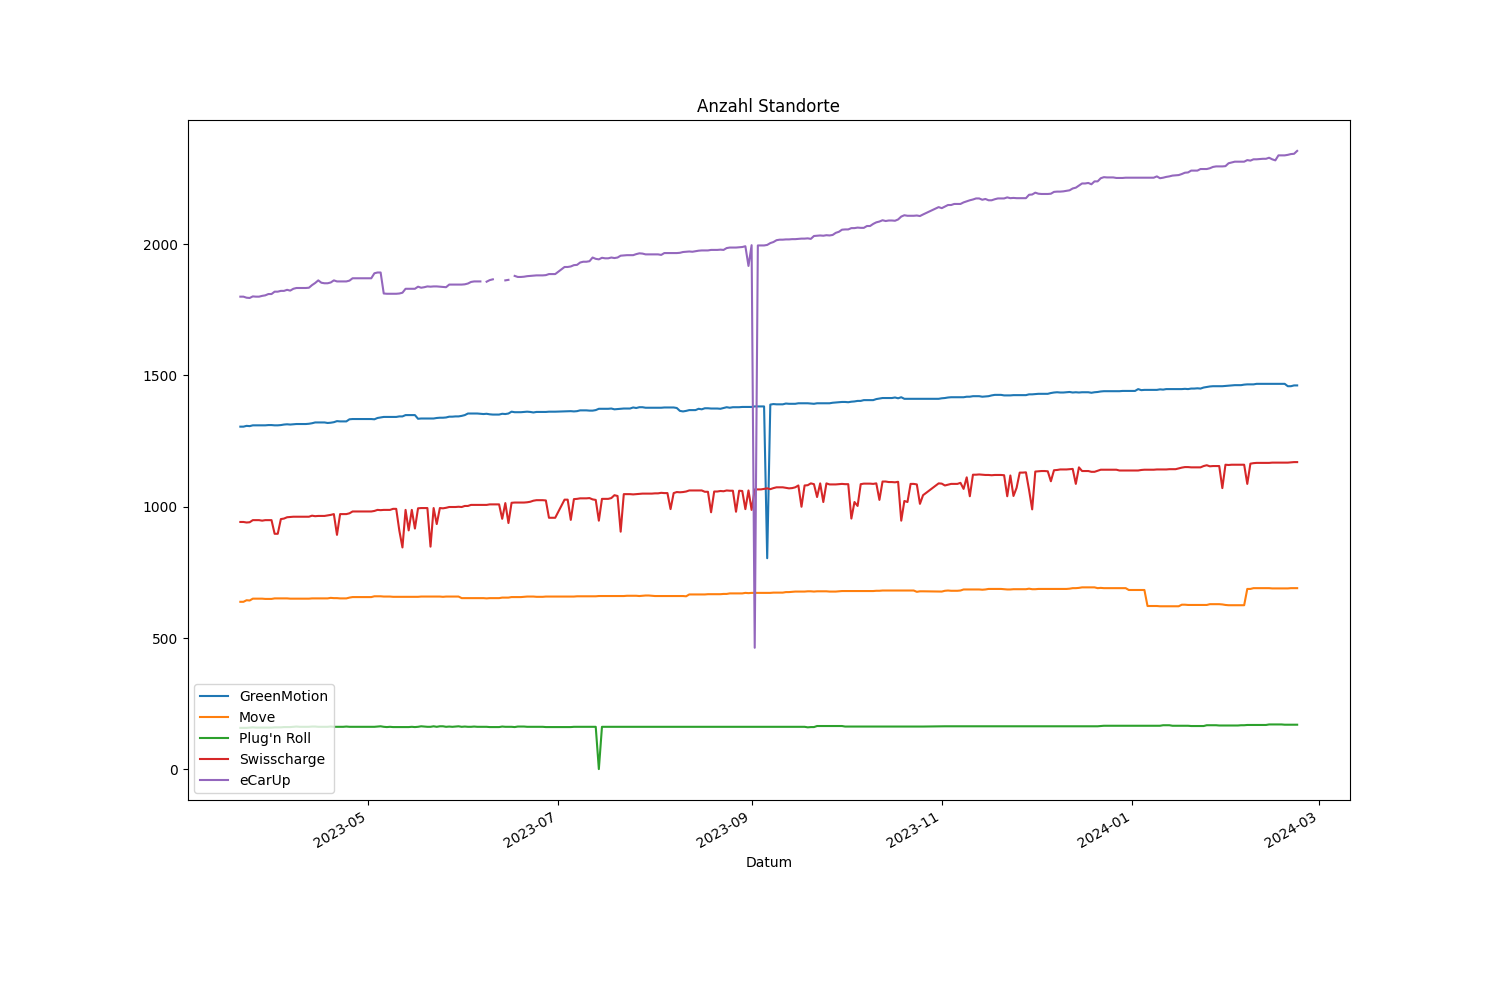 Anzahl Standorte
2000
1500
1000
500
0
GreenMotion
Move
Plug'n Roll
Swisscharge
eCarUp
2023-05
2023-07
2023-09
2023-11
2024-01
2024-03
Datum